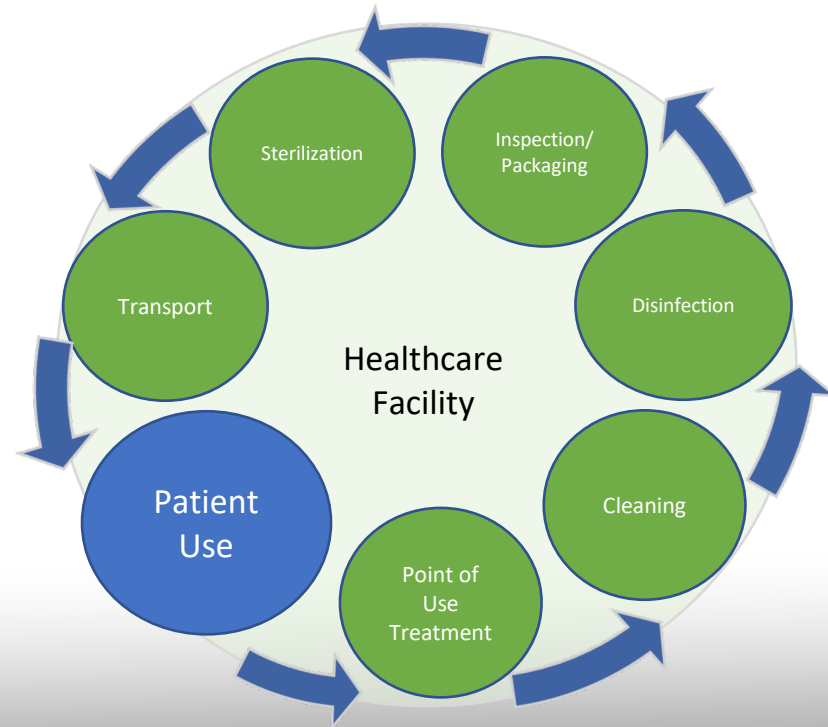 Sterilization
Inspection/
Packaging
Transport
Disinfection
Healthcare
Facility
Patient
Use
Cleaning
Point of
Use
Treatment